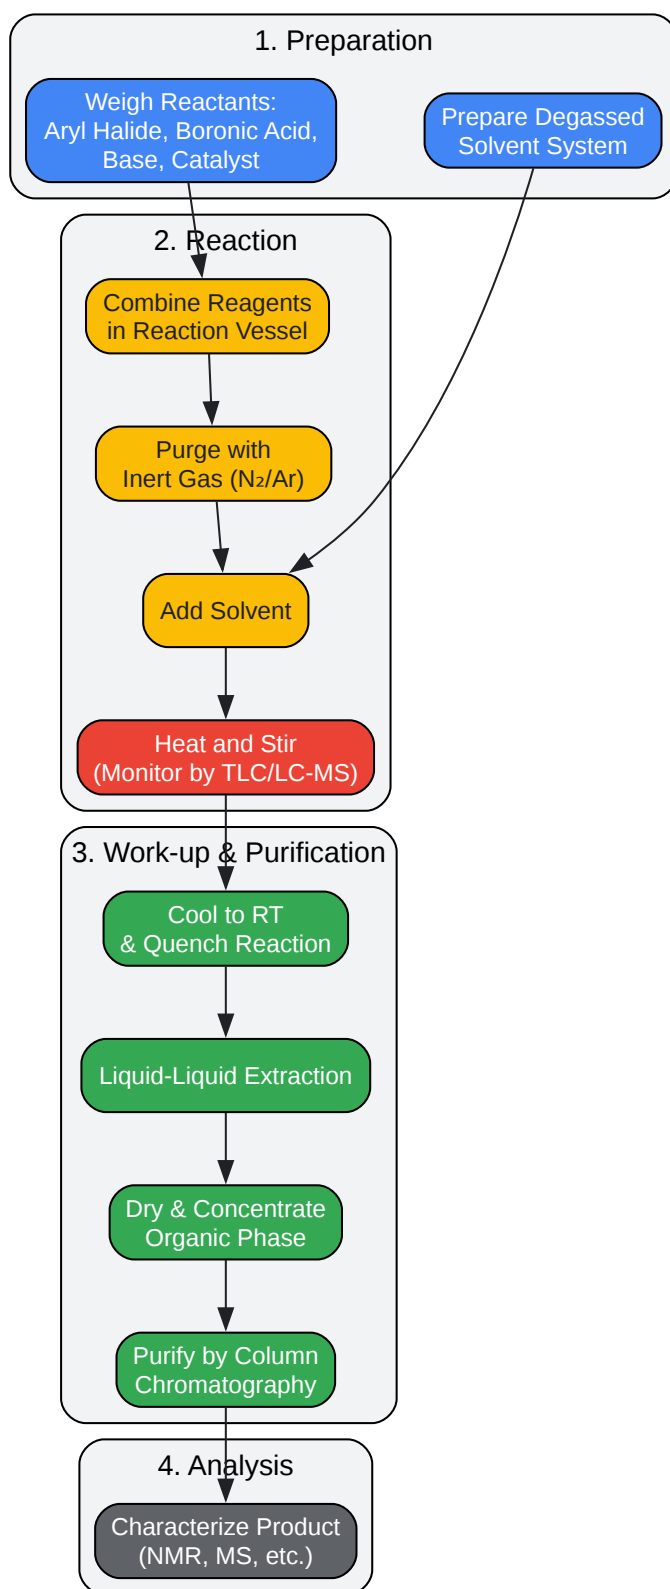 1. Preparation
Weigh Reactants:
Aryl Halide, Boronic Acid,
Base, Catalyst
Prepare Degassed
Solvent System
2. Reaction
Combine Reagents
in Reaction Vessel
Purge with
Inert Gas (N₂/Ar)
Add Solvent
Heat and Stir
(Monitor by TLC/LC-MS)
3. Work-up & Purification
Cool to RT
& Quench Reaction
Liquid-Liquid Extraction
Dry & Concentrate
Organic Phase
Purify by Column
Chromatography
4. Analysis
Characterize Product
(NMR, MS, etc.)